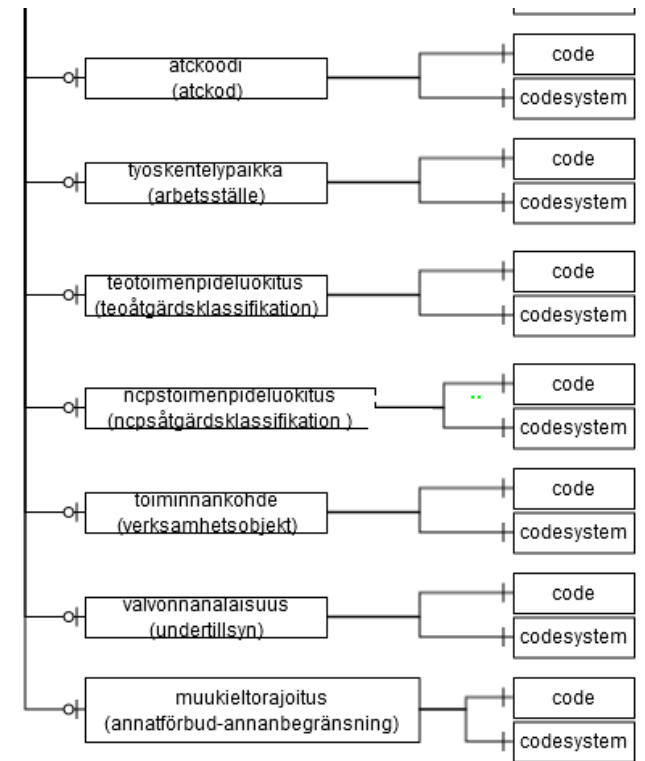 atckoodi
(atckod)
code
codesystem
työskentelypaikka
(arbetsställe)
code
codesystem
teotoimenpideluokitus
(teoåtgärdsklassifikation)
code
codesystem
ncpstoimenpideluokitus
(ncpsåtgärdsklassifikation )
code
codesystem
toiminnankohde
(verksamhetsobjekt)
code
codesystem
valvonnanalaisuus
(undertillsyn)
code
codesystem
muukieltorajoitus
(annatförbud-annanbegränsning)
code
codesystem